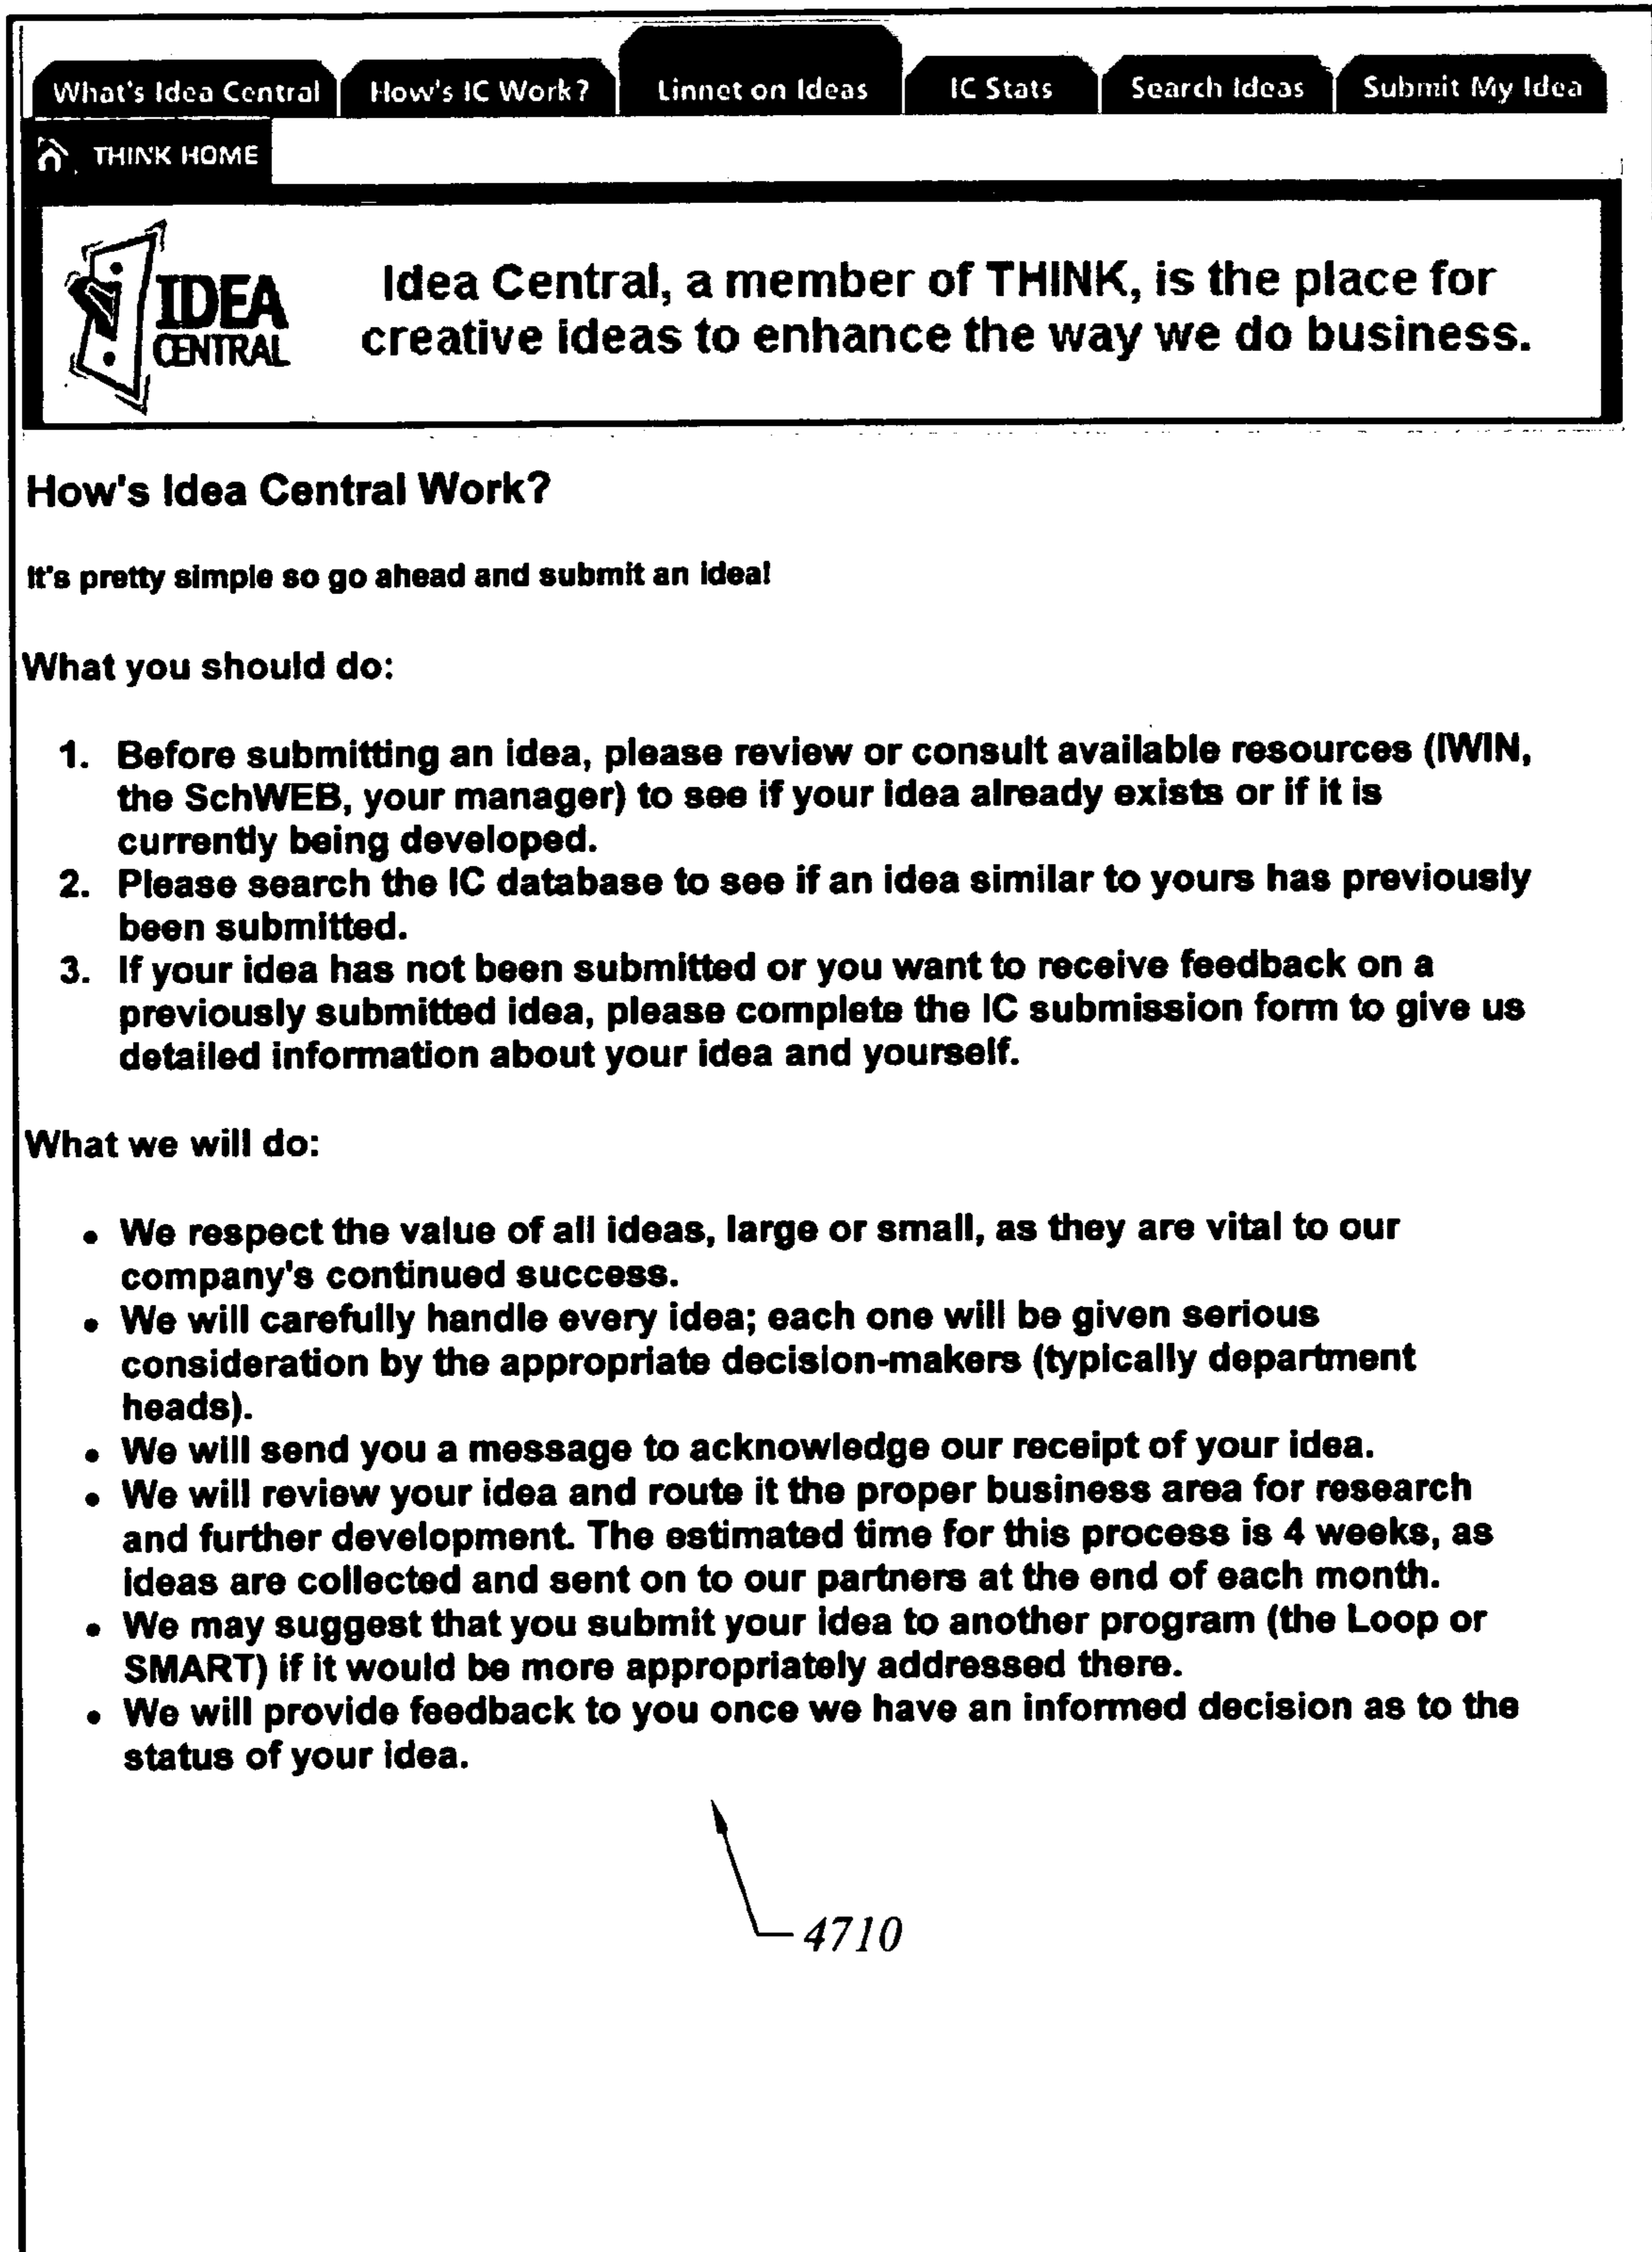 What's Idea Central How's IC Work? Linnet on Ideas IC Stats Search Ideas Submit My Idea
THINK HOME
IDEA
CENTRAL
Idea Central, a member of THINK, is the place for
creative ideas to enhance the way we do business.
How's Idea Central Work?
It's pretty simple so go ahead and submit an idea!
What you should do:
1. Before submitting an idea, please review or consult available resources (IWIN,
the SchWEB, your manager) to see if your idea already exists or if it is
currently being developed.
2. Please search the IC database to see if an idea similar to yours has previously
been submitted.
3. If your idea has not been submitted or you want to receive feedback on a
previously submitted idea, please complete the IC submission form to give us
detailed information about your idea and yourself.
What we will do:
• We respect the value of all ideas, large or small, as they are vital to our
company's continued success.
• We will carefully handle every idea; each one will be given serious
consideration by the appropriate decision-makers (typically department
heads).
• We will send you a message to acknowledge our receipt of your idea.
• We will review your idea and route it the proper business area for research
and further development. The estimated time for this process is 4 weeks, as
ideas are collected and sent on to our partners at the end of each month.
• We may suggest that you submit your idea to another program (the Loop or
SMART) if it would be more appropriately addressed there.
• We will provide feedback to you once we have an informed decision as to the
status of your idea.
4710